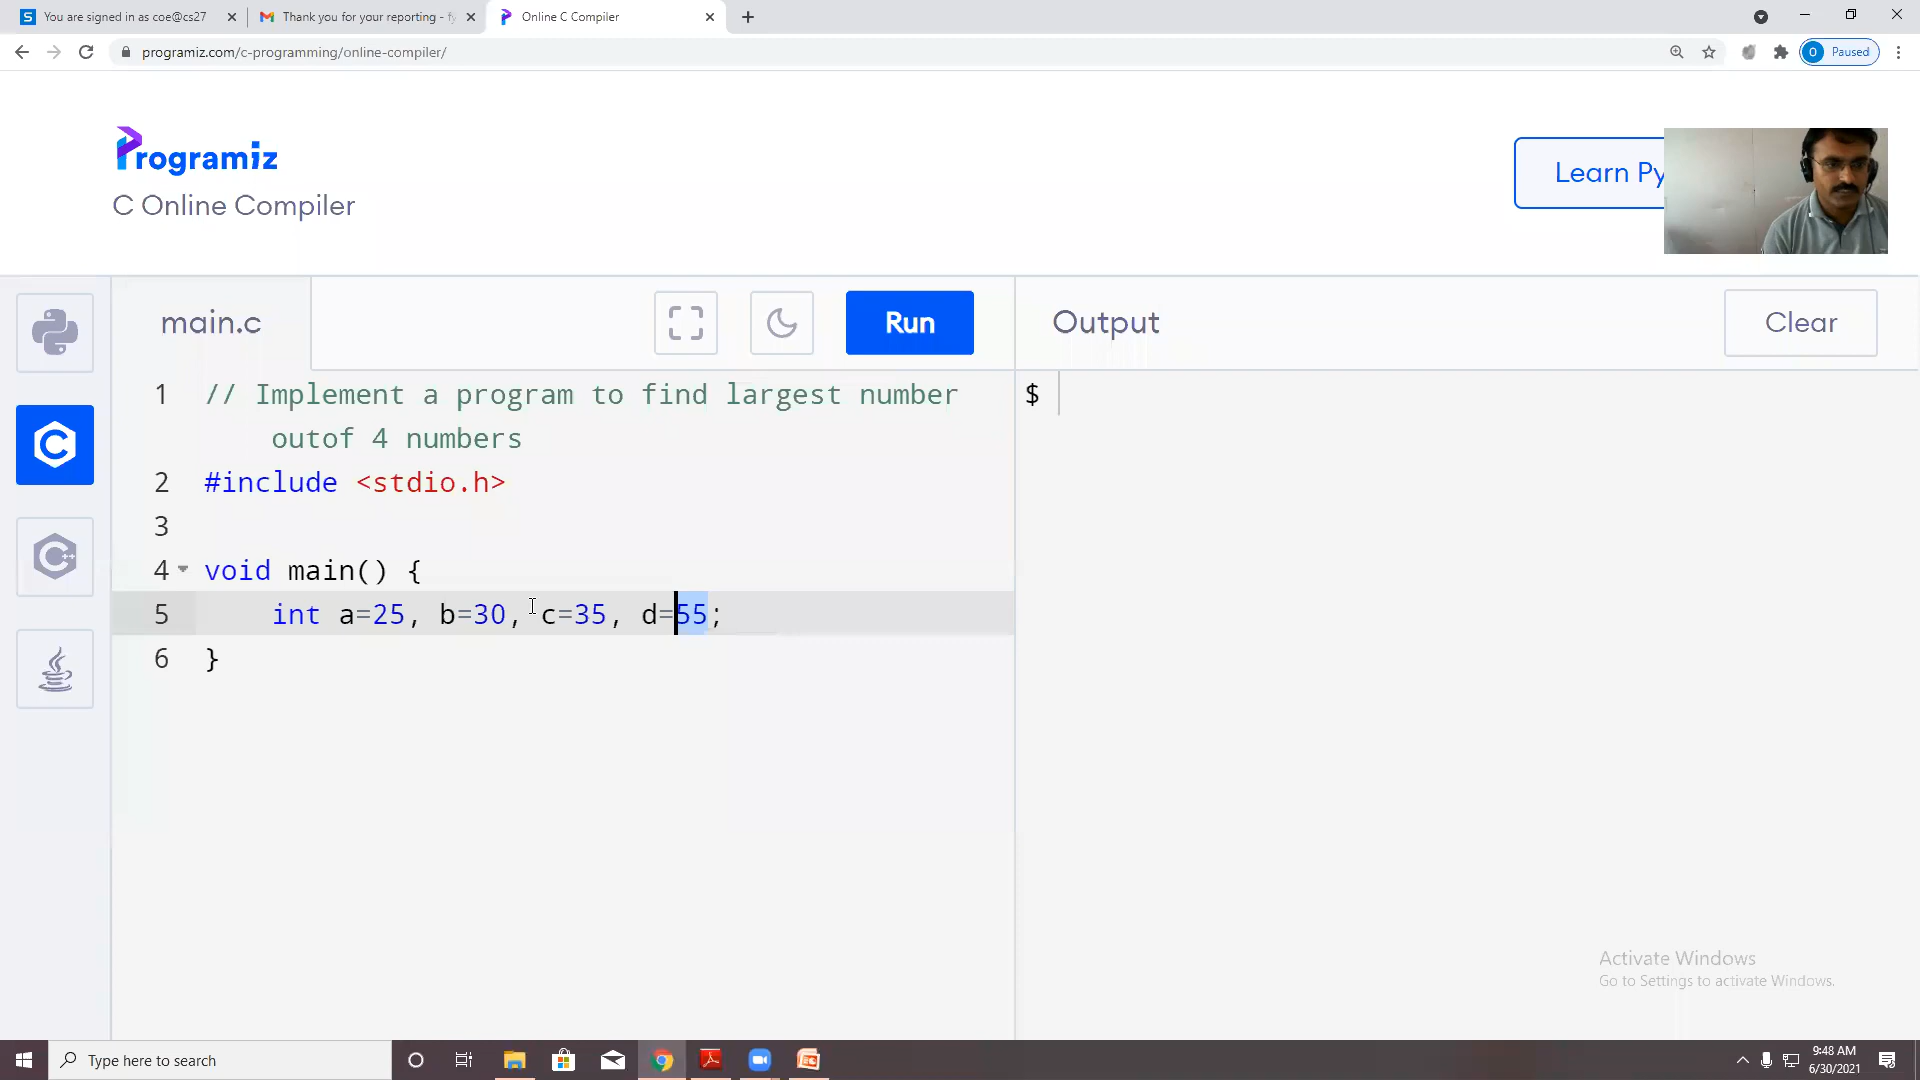 You are signed in as coe@cs27
Thank you for your reporting - fy
Online C Compiler
programiz.com/c-programming/online-compiler/
Paused
Programiz
C Online Compiler
Learn Py
main.c
Run
Output
Clear
1 // Implement a program to find largest number
outof 4 numbers
$
2 #include <stdio.h>
3
4 void main() {
5 int a=25, b=30, c=35, d=55;
6 }
Activate Windows
Go to Settings to activate Windows.
Type here to search
9:48 AM
6/30/2021